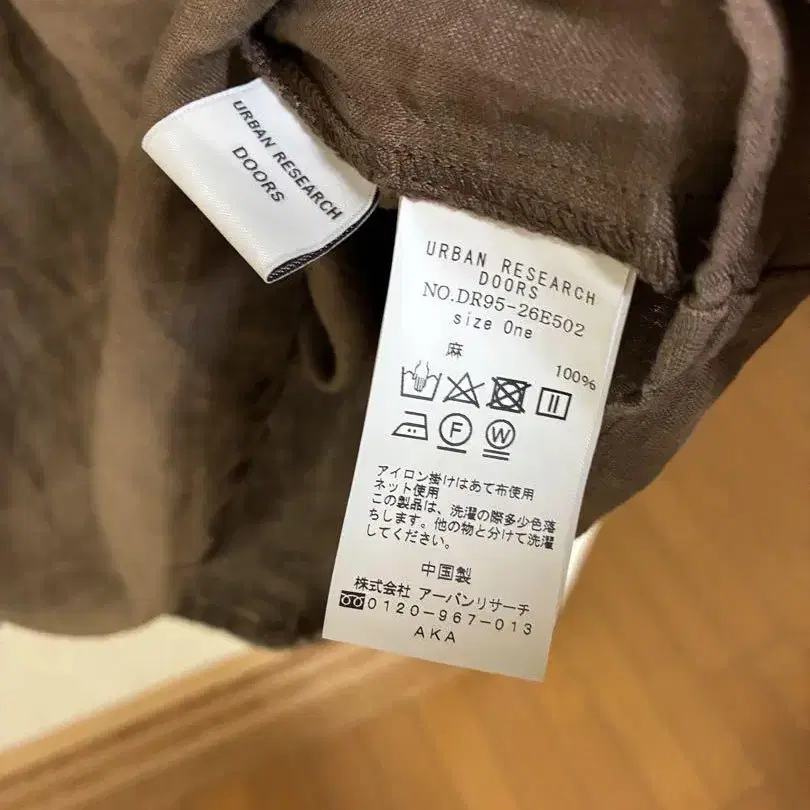 URBAN RESEARCH
DOORS
URBAN RESEARCH
DOORS
NO.DR95-26E502
size One
麻
100%
F W
アイロン掛けはあて布使用
ネット使用
この製品は、洗濯の際多少色落
ちします。他の物と分けて洗濯
してください。
中国製
株式会社 アーバンリサーチ
0120-967-013
AKA